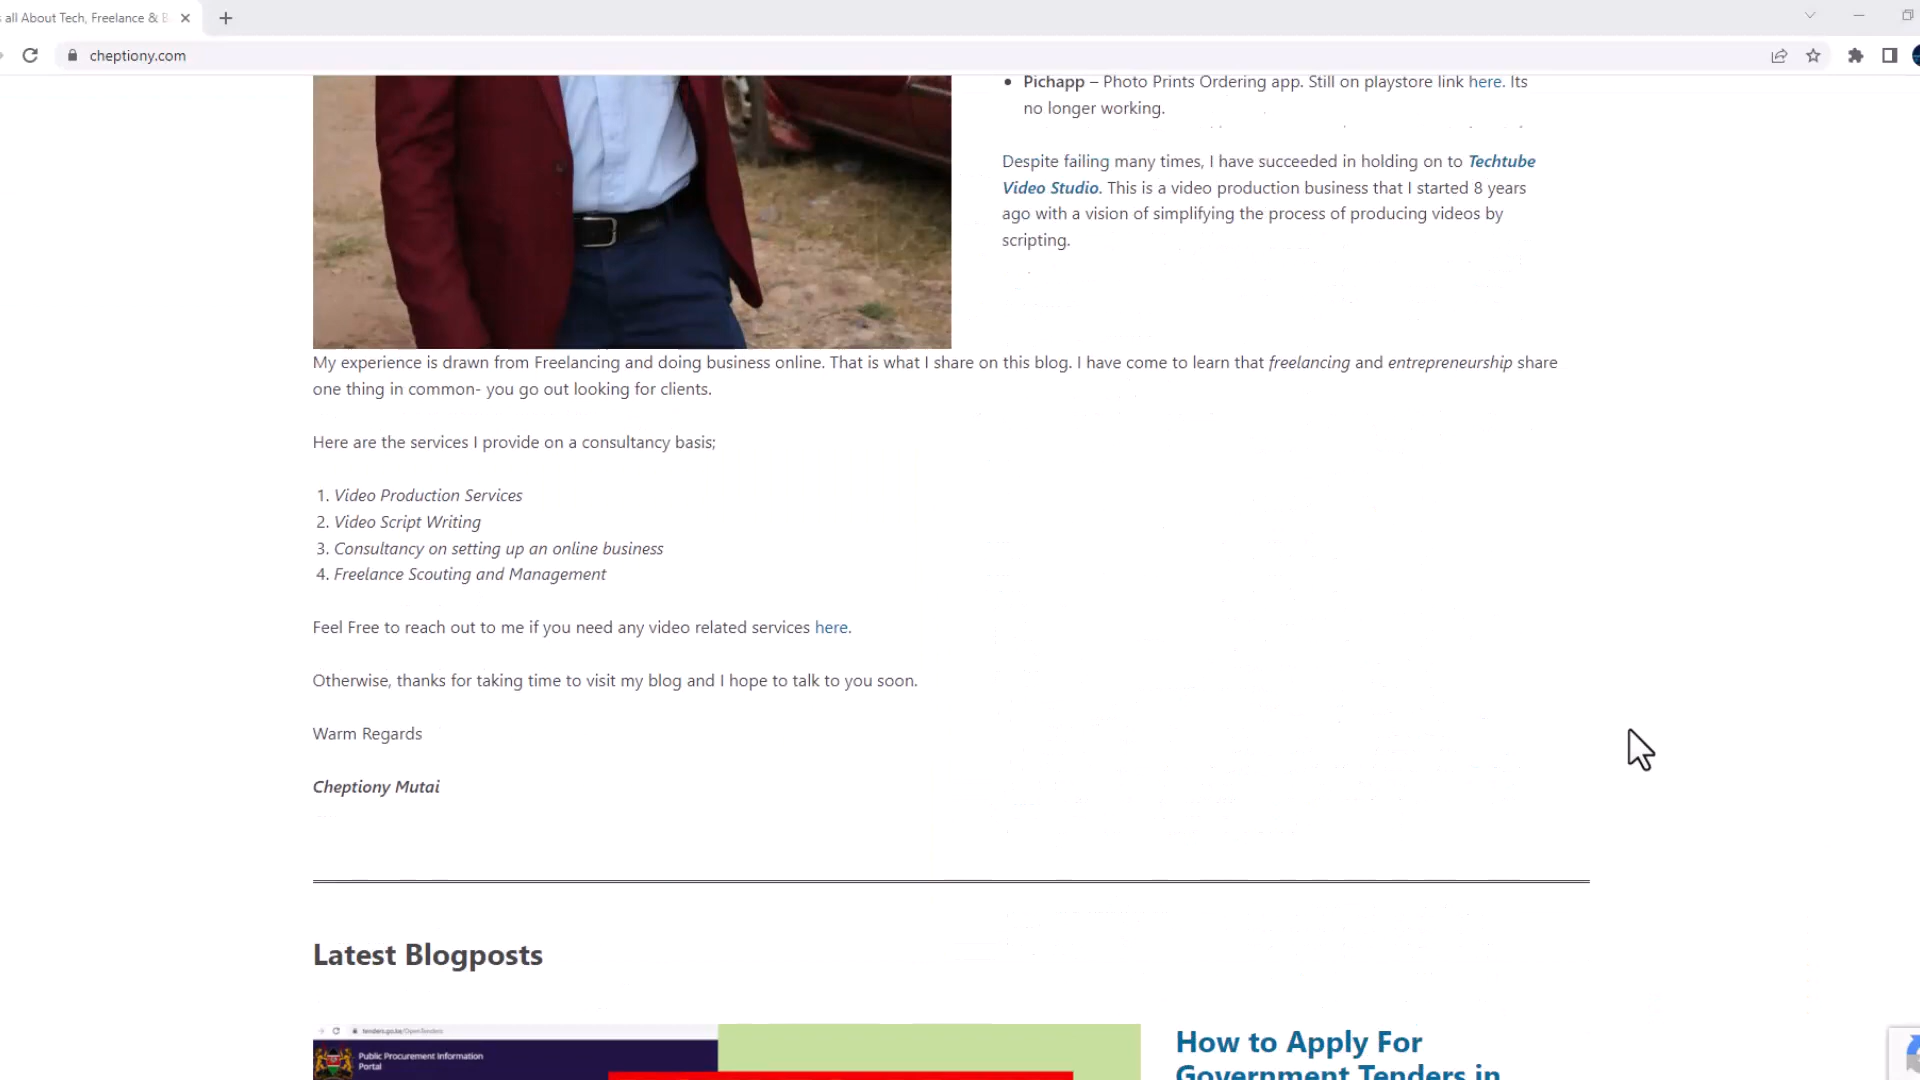 all About Tech, Freelance & B
cheptiony.com
Pichapp – Photo Prints Ordering app. Still on playstore link here. Its
no longer working.
Despite failing many times, I have succeeded in holding on to Techtube
Video Studio. This is a video production business that I started 8 years
ago with a vision of simplifying the process of producing videos by
scripting.
My experience is drawn from Freelancing and doing business online. That is what I share on this blog. I have come to learn that freelancing and entrepreneurship share
one thing in common- you go out looking for clients.
Here are the services I provide on a consultancy basis;
1. Video Production Services
2. Video Script Writing
3. Consultancy on setting up an online business
4. Freelance Scouting and Management
Feel Free to reach out to me if you need any video related services here.
Otherwise, thanks for taking time to visit my blog and I hope to talk to you soon.
Warm Regards
Cheptiony Mutai
Latest Blogposts
tenders.go.ke/OpenTenders
Public Procurement Information
Portal
How to Apply For
Government Tenders in